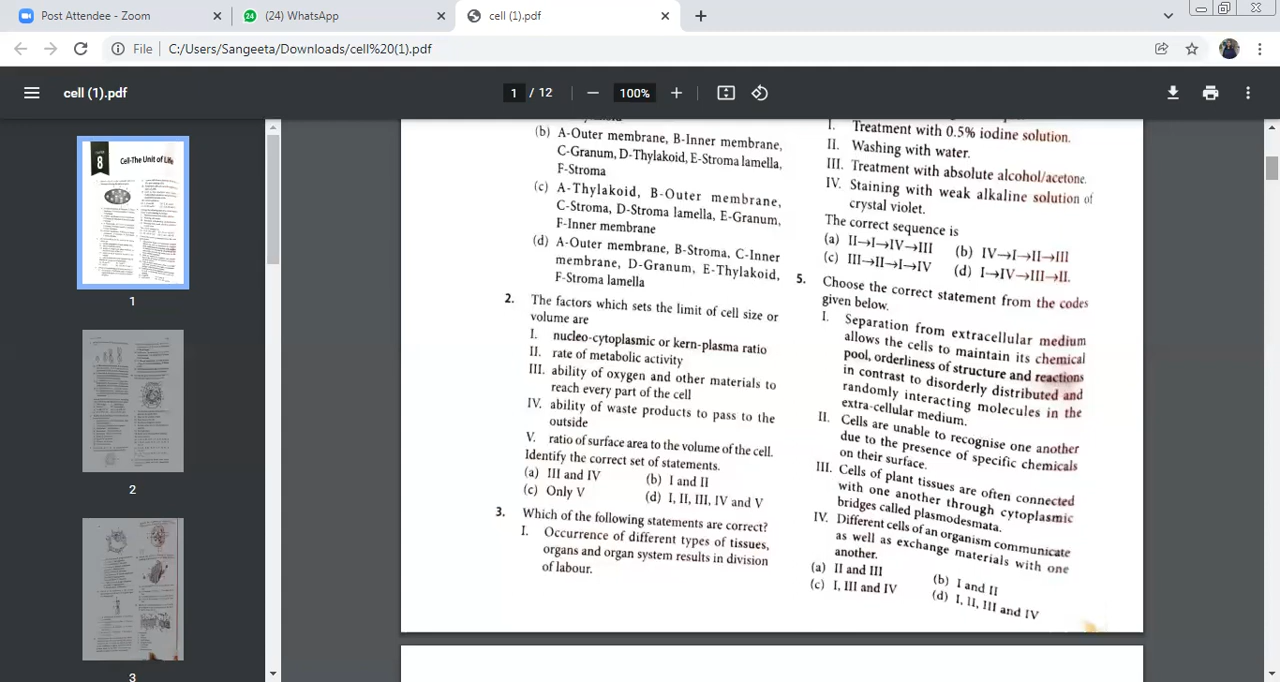 Post Attendee - Zoom
24
(24) WhatsApp
cell (1).pdf
File
C:/Users/Sangeeta/Downloads/cell%20(1).pdf
cell (1).pdf
1 / 12
100%
8
Cell-The Unit of Life
1
2
3
(b) A-Outer membrane, B-Inner membrane,
C-Granum, D-Thylakoid, E-Stroma lamella,
F-Stroma
(c) A-Thylakoid, B-Outer membrane,
C-Stroma, D-Stroma lamella, E-Granum,
F-Inner membrane
(d) A-Outer membrane, B-Stroma, C-Inner
membrane, D-Granum, E-Thylakoid,
F-Stroma lamella
2. The factors which sets the limit of cell size or
volume are
I. nucleo-cytoplasmic or kern-plasma ratio
II. rate of metabolic activity
III. ability of oxygen and other materials to
reach every part of the cell
IV. ability of waste products to pass to the
outside
V. ratio of surface area to the volume of the cell.
Identify the correct set of statements.
(a) III and IV (b) I and II
(c) Only V (d) I, II, III, IV and V
3. Which of the following statements are correct?
I. Occurrence of different types of tissues,
organs and organ system results in division
of labour.
I. Treatment with 0.5% iodine solution.
II. Washing with water.
III. Treatment with absolute alcohol/acetone.
IV. Staining with weak alkaline solution of
crystal violet.
The correct sequence is
(a) II→I→IV→III (b) IV→I→II→III
(c) III→II→I→IV (d) I→IV→III→II.
5. Choose the correct statement from the codes
given below.
I. Separation from extracellular medium
allows the cells to maintain its chemical
pool, orderliness of structure and reactions
in contrast to disorderly distributed and
randomly interacting molecules in the
extra-cellular medium.
II. Cells are unable to recognise one another
due to the presence of specific chemicals
on their surface.
III. Cells of plant tissues are often connected
with one another through cytoplasmic
bridges called plasmodesmata.
IV. Different cells of an organism communicate
as well as exchange materials with one
another.
(a) II and III (b) I and II
(c) I, III and IV (d) I, II, III and IV